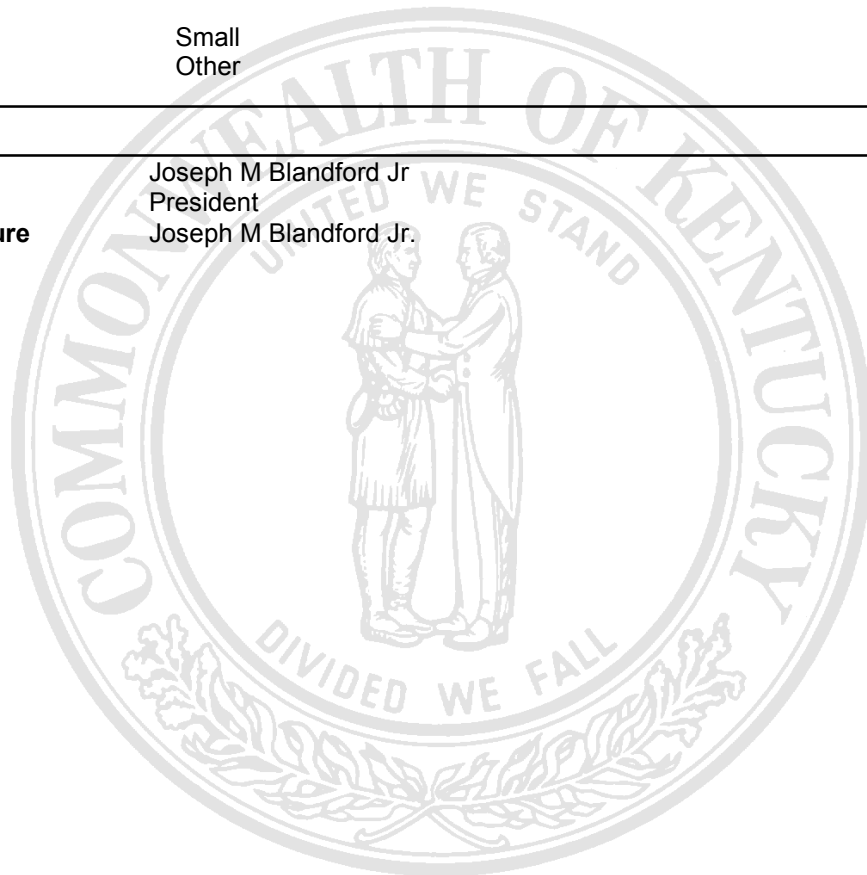 Small
Other
Joseph M Blandford Jr
President
ure Joseph M Blandford Jr.
COMMONWEALTH OF KENTUCKY
UNITED WE STAND
DIVIDED WE FALL